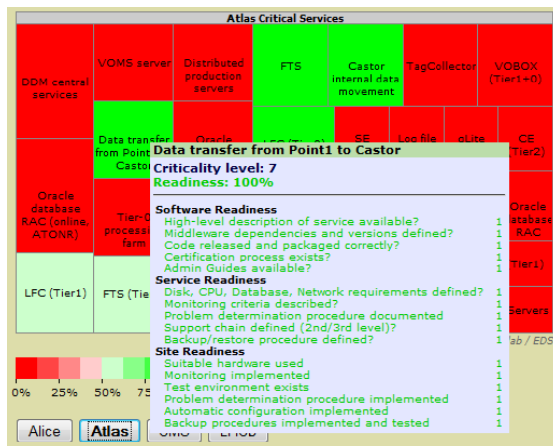 Atlas Critical Services
DDM central
services
VOMS server
Distributed
production
servers
FTS
Castor
internal data
movement
TagCollector
VOBOX
(Tier1+0)
Data transfer
from Point
Castor
Oracle
SE
Log file
gLite
CE
(Tier2)
Oracle
database
RAC (online,
ATONR)
Tier-0
processi
farm
Oracle
RAC
LFC (Tier1)
FTS (Tie
Tier1)
Servers
Data transfer from Point1 to Castor
Criticality level: 7
Readiness: 100%
Software Readiness
High-level description of service available? 1
Middleware dependencies and versions defined? 1
Code released and packaged correctly? 1
Certification process exists? 1
Admin Guides available? 1
Service Readiness
Disk, CPU, Database, Network requirements defined? 1
Monitoring criteria described? 1
Problem determination procedure documented 1
Support chain defined (2nd/3rd level)? 1
Backup/restore procedure defined? 1
Site Readiness
Suitable hardware used 1
Monitoring implemented 1
Test environment exists 1
Problem determination procedure implemented 1
Automatic configuration implemented 1
Backup procedures implemented and tested 1
lab / EDS
0% 25% 50% 75
Alice Atlas